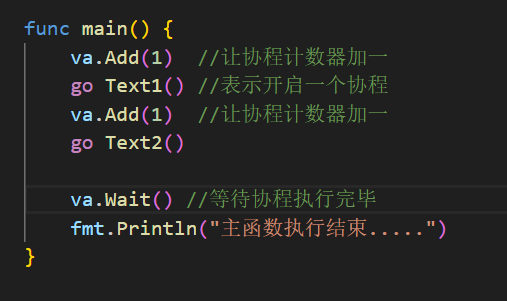 func main() {
va.Add(1) //让协程计数器加一
go Text1() //表示开启一个协程
va.Add(1) //让协程计数器加一
go Text2()
va.Wait() //等待协程执行完毕
fmt.Println("主函数执行结束.....")
}